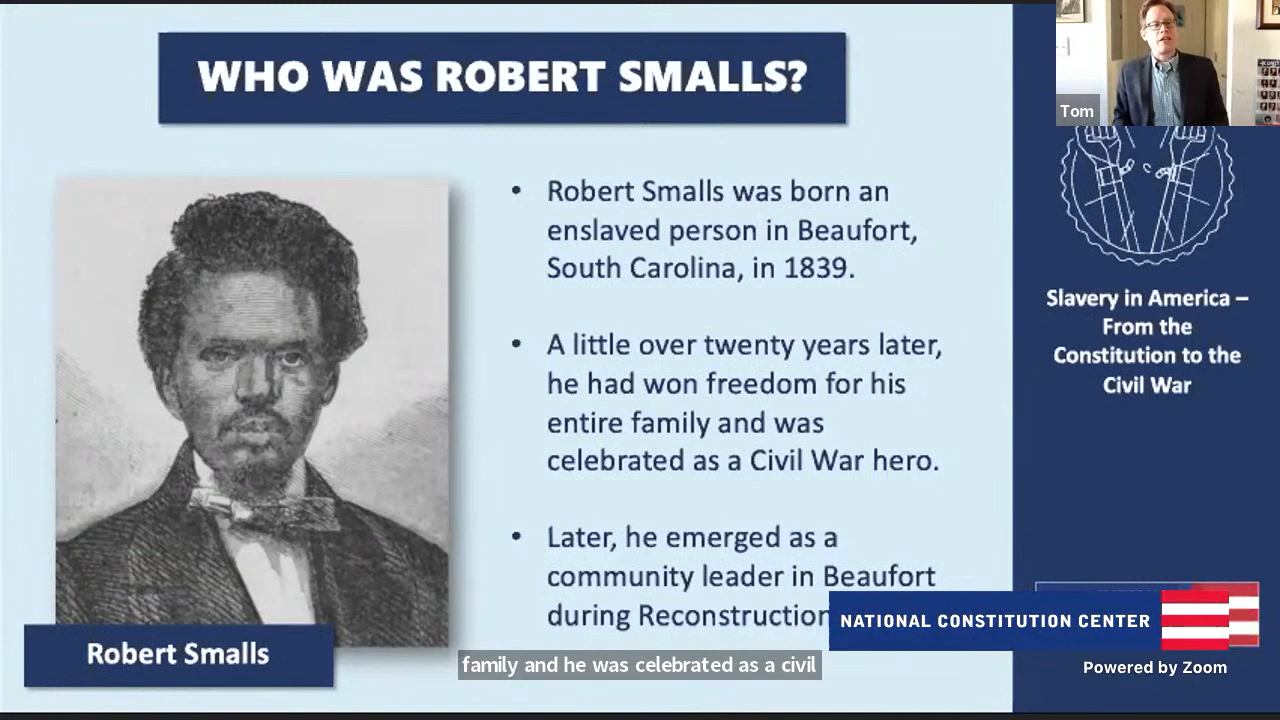 WHO WAS ROBERT SMALLS?
Tom
• Robert Smalls was born an
enslaved person in Beaufort,
South Carolina, in 1839.
• A little over twenty years later,
he had won freedom for his
entire family and was
celebrated as a Civil War hero.
• Later, he emerged as a
community leader in Beaufort
during Reconstruction
Robert Smalls
Slavery in America –
From the
Constitution to the
Civil War
NATIONAL CONSTITUTION CENTER
family and he was celebrated as a civil
Powered by Zoom